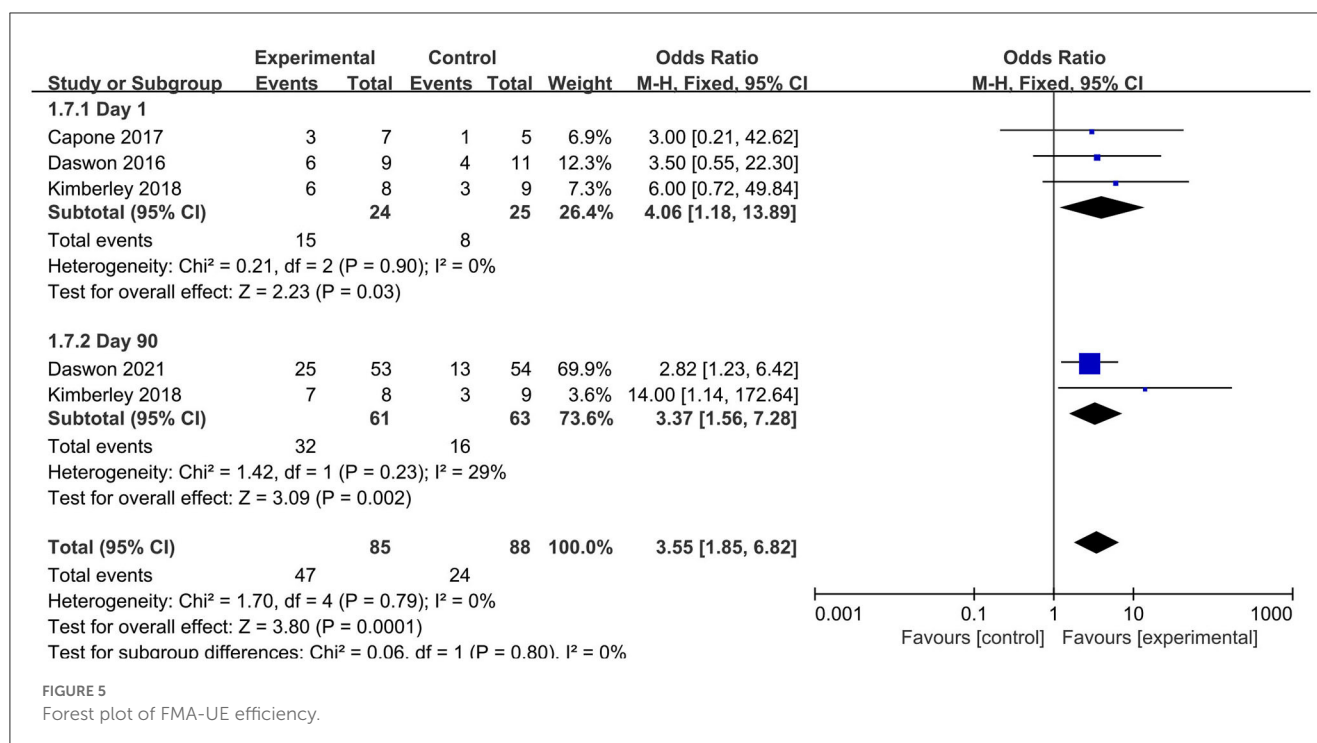 Experimental Control Odds Ratio Odds Ratio
Study or Subgroup Events Total Events Total Weight M-H, Fixed, 95% CI M-H, Fixed, 95% CI
1.7.1 Day 1
Capone 2017 3 7 1 5 6.9% 3.00 [0.21, 42.62]
Daswon 2016 6 9 4 11 12.3% 3.50 [0.55, 22.30]
Kimberley 2018 6 8 3 9 7.3% 6.00 [0.72, 49.84]
Subtotal (95% CI) 24 25 26.4% 4.06 [1.18, 13.89]
Total events 15 8
Heterogeneity: Chi² = 0.21, df = 2 (P = 0.90); I² = 0%
Test for overall effect: Z = 2.23 (P = 0.03)
1.7.2 Day 90
Daswon 2021 25 53 13 54 69.9% 2.82 [1.23, 6.42]
Kimberley 2018 7 8 3 9 3.6% 14.00 [1.14, 172.64]
Subtotal (95% CI) 61 63 73.6% 3.37 [1.56, 7.28]
Total events 32 16
Heterogeneity: Chi² = 1.42, df = 1 (P = 0.23); I² = 29%
Test for overall effect: Z = 3.09 (P = 0.002)
Total (95% CI) 85 88 100.0% 3.55 [1.85, 6.82]
Total events 47 24
Heterogeneity: Chi² = 1.70, df = 4 (P = 0.79); I² = 0%
Test for overall effect: Z = 3.80 (P = 0.0001)
Test for subgroup differences: Chi² = 0.06, df = 1 (P = 0.80), I² = 0%
0.001 0.1 1 10 1000
Favours [control] Favours [experimental]
FIGURE 5
Forest plot of FMA-UE efficiency.